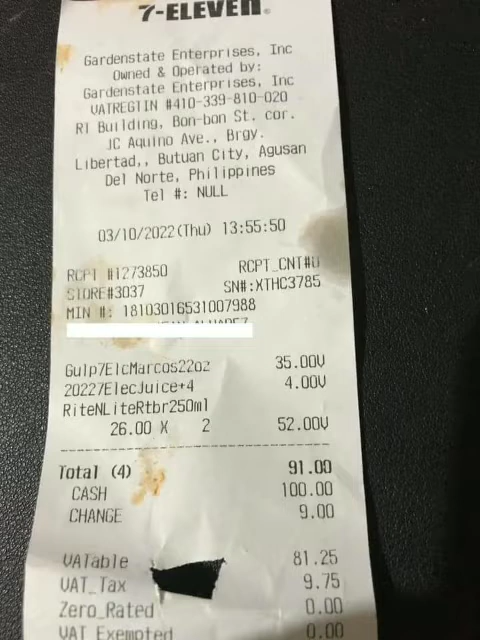 7-ELEVEN®
Gardenstate Enterprises, Inc
Owned & Operated by:
Gardenstate Enterprises, Inc
VATREGTIN #410-339-810-020
RT Building, Bon-bon St. cor.
JC Aquino Ave., Brgy.
Libertad,, Butuan City, Agusan
Del Norte, Philippines
Tel #: NULL
03/10/2022(Thu) 13:55:50
RCPT #1273850 RCPT_CNT#0
STORE#3037 SN#:XTHC3785
MIN #: 18103016531007988
Gulp7ElcMarcos22oz 35.00V
20227ElecJuice+4 4.00V
RiteNLiteRtbr250ml
26.00 X 2 52.00V
Total (4) 91.00
CASH 100.00
CHANGE 9.00
VATable 81.25
VAT_Tax 9.75
Zero_Rated 0.00
VAT_Exempted 0.00